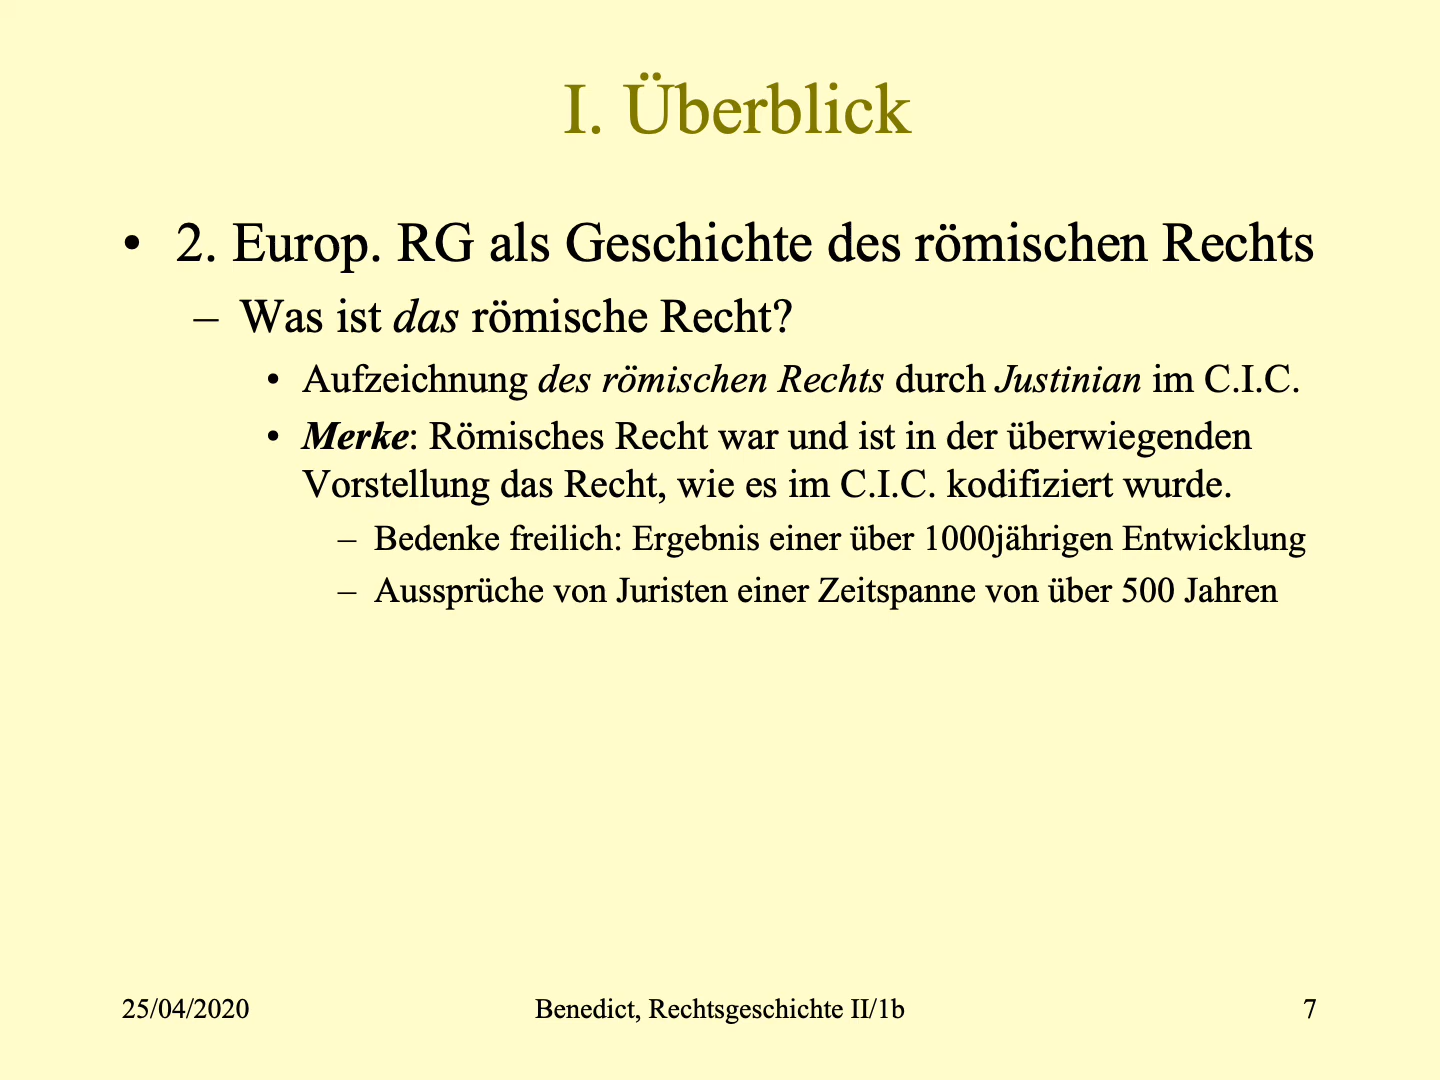 I. Überblick
• 2. Europ. RG als Geschichte des römischen Rechts
– Was ist das römische Recht?
• Aufzeichnung des römischen Rechts durch Justinian im C.I.C.
• Merke: Römisches Recht war und ist in der überwiegenden
Vorstellung das Recht, wie es im C.I.C. kodifiziert wurde.
– Bedenke freilich: Ergebnis einer über 1000jährigen Entwicklung
– Aussprüche von Juristen einer Zeitspanne von über 500 Jahren
25/04/2020
Benedict, Rechtsgeschichte II/1b
7